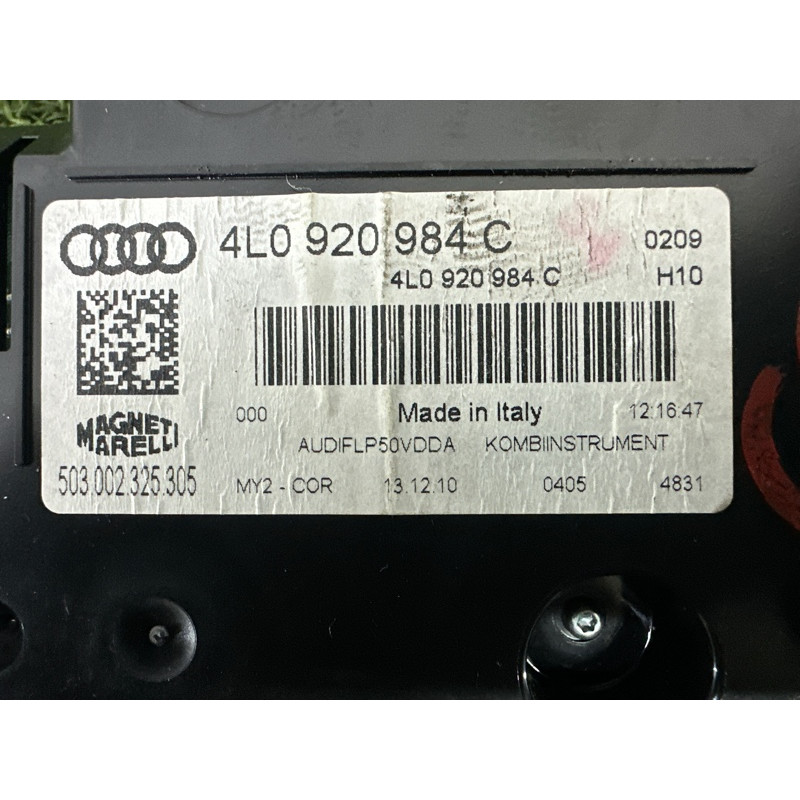 4L0 920 984 C
0209
4L0 920 984 C
H10
000
Made in Italy
12:16:47
MAGNETI
MARELLI
AUDIFLP50VDDA KOMBIINSTRUMENT
503.002.325.305
MY2 - COR 13.12.10 0405 4831